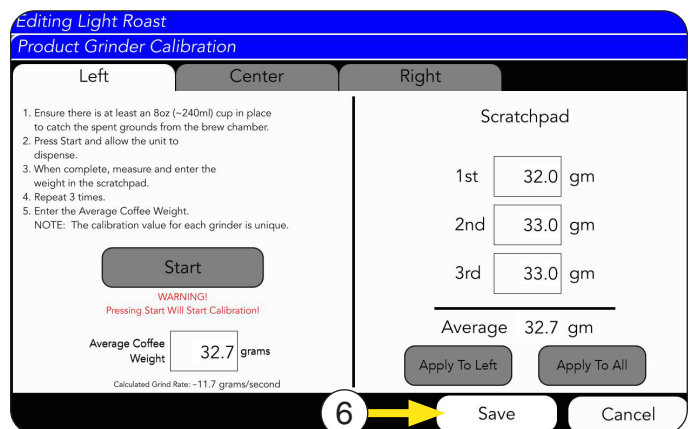 Editing Light Roast
Product Grinder Calibration
Left
Center
Right
1. Ensure there is at least an 8oz (~240ml) cup in place
to catch the spent grounds from the brew chamber.
2. Press Start and allow the unit to
dispense.
3. When complete, measure and enter the
weight in the scratchpad.
4. Repeat 3 times.
5. Enter the Average Coffee Weight.
NOTE: The calibration value for each grinder is unique.
Start
WARNING!
Pressing Start Will Start Calibration!
Average Coffee
Weight
32.7 grams
Calculated Grind Rate: ~11.7 grams/second
Scratchpad
1st 32.0 gm
2nd 33.0 gm
3rd 33.0 gm
Average 32.7 gm
Apply To Left
Apply To All
6
Save
Cancel